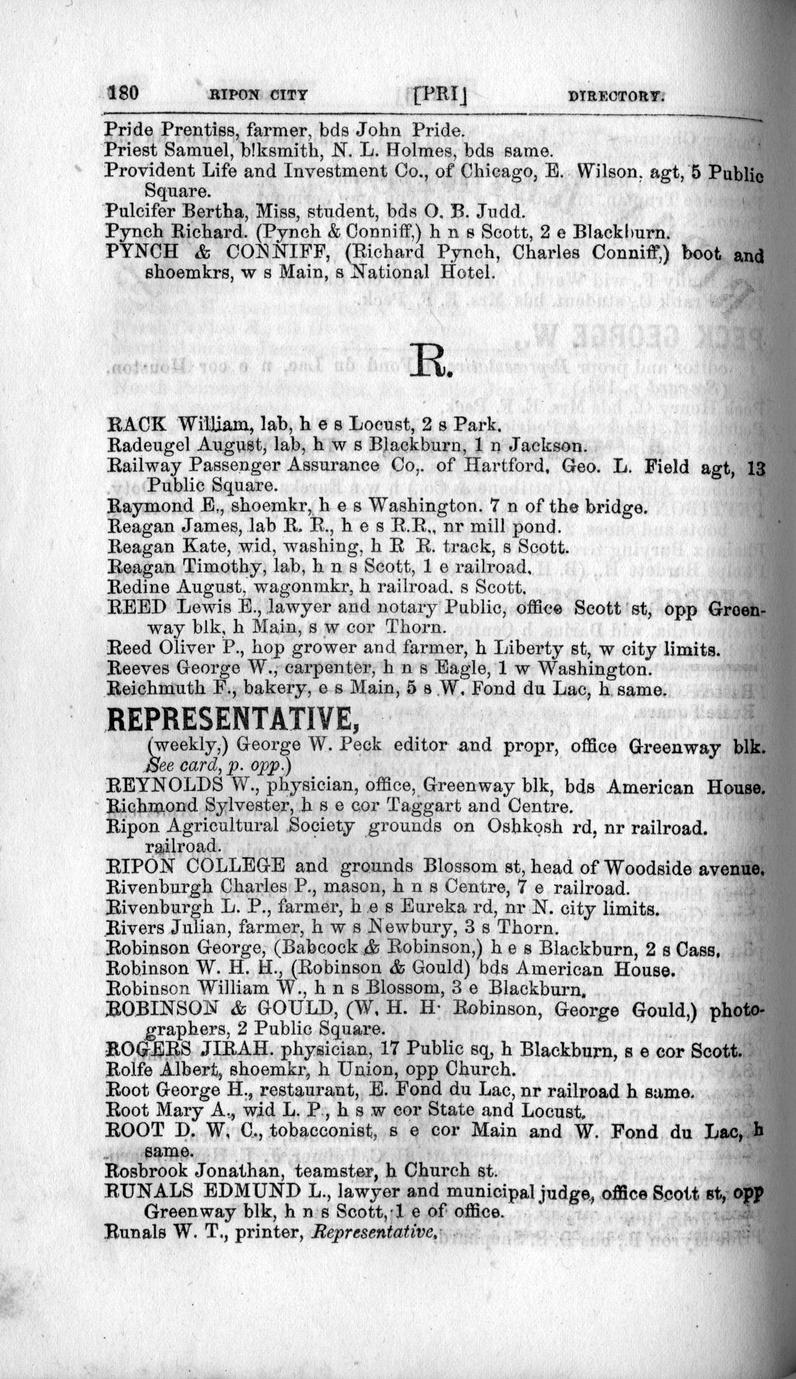 180 RIPON CITY [PRI] DIRECTORY.
Pride Prentiss, farmer, bds John Pride.
Priest Samuel, blksmith, N. L. Holmes, bds same.
Provident Life and Investment Co., of Chicago, E. Wilson, agt, 5 Public
Square.
Pulcifer Bertha, Miss, student, bds O. B. Judd.
Pynch Richard. (Pynch & Conniff,) h n s Scott, 2 e Blackburn.
PYNCH & CONNIFF, (Richard Pynch, Charles Conniff,) boot and
shoemkrs, w s Main, s National Hotel.
R.
RACK William, lab, h e s Locust, 2 s Park.
Radeugel August, lab, h w s Blackburn, 1 n Jackson.
Railway Passenger Assurance Co,. of Hartford, Geo. L. Field agt, 13
Public Square.
Raymond E., shoemkr, h e s Washington. 7 n of the bridge.
Reagan James, lab R. R., h e s R.R., nr mill pond.
Reagan Kate, wid, washing, h R R. track, s Scott.
Reagan Timothy, lab, h n s Scott, 1 e railroad.
Redine August, wagonmkr, h railroad. s Scott.
REED Lewis E., lawyer and notary Public, office Scott st, opp Green-
way blk, h Main, s w cor Thorn.
Reed Oliver P., hop grower and farmer, h Liberty st, w city limits.
Reeves George W., carpenter, h n s Eagle, 1 w Washington.
Reichmuth F., bakery, e s Main, 5 s W. Fond du Lac, h same.
REPRESENTATIVE,
(weekly,) George W. Peck editor and propr, office Greenway blk.
See card, p. opp.)
REYNOLDS W., physician, office, Greenway blk, bds American House.
Richmond Sylvester, h s e cor Taggart and Centre.
Ripon Agricultural Society grounds on Oshkosh rd, nr railroad.
railroad.
RIPON COLLEGE and grounds Blossom st, head of Woodside avenue.
Rivenburgh Charles P., mason, h n s Centre, 7 e railroad.
Rivenburgh L. P., farmer, h e s Eureka rd, nr N. city limits.
Rivers Julian, farmer, h w s Newbury, 3 s Thorn.
Robinson George, (Babcock & Robinson,) h e s Blackburn, 2 s Cass.
Robinson W. H. H., (Robinson & Gould) bds American House.
Robinson William W., h n s Blossom, 3 e Blackburn.
ROBINSON & GOULD, (W. H. H· Robinson, George Gould,) photo-
graphers, 2 Public Square.
ROGERS JIRAH. physician, 17 Public sq, h Blackburn, s e cor Scott.
Rolfe Albert, shoemkr, h Union, opp Church.
Root George H., restaurant, E. Fond du Lac, nr railroad h same.
Root Mary A., wid L. P., h s w cor State and Locust.
ROOT D. W. C., tobacconist, s e cor Main and W. Fond du Lac, h
same.
Rosbrook Jonathan, teamster, h Church st.
RUNALS EDMUND L., lawyer and municipal judge, office Scott st, opp
Greenway blk, h n s Scott, 1 e of office.
Runals W. T., printer, Representative.